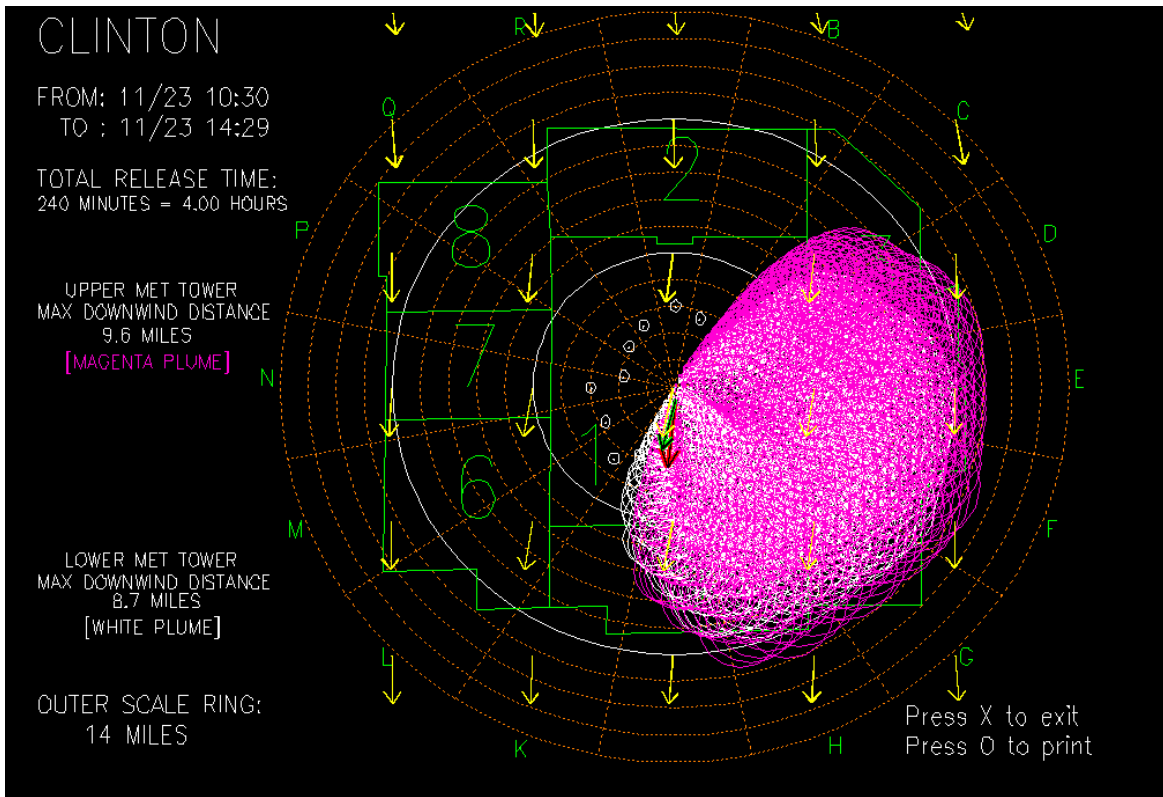 CLINTON
FROM: 11/23 10:30
TO : 11/23 14:29
TOTAL RELEASE TIME:
240 MINUTES = 4.00 HOURS
UPPER MET TOWER
MAX DOWNWIND DISTANCE
9.6 MILES
[MAGENTA PLUME]
LOWER MET TOWER
MAX DOWNWIND DISTANCE
8.7 MILES
[WHITE PLUME]
OUTER SCALE RING:
14 MILES
R
B
Q
C
2
P
8
D
7
N
E
1
6
M
F
L
G
K
H
Press X to exit
Press O to print